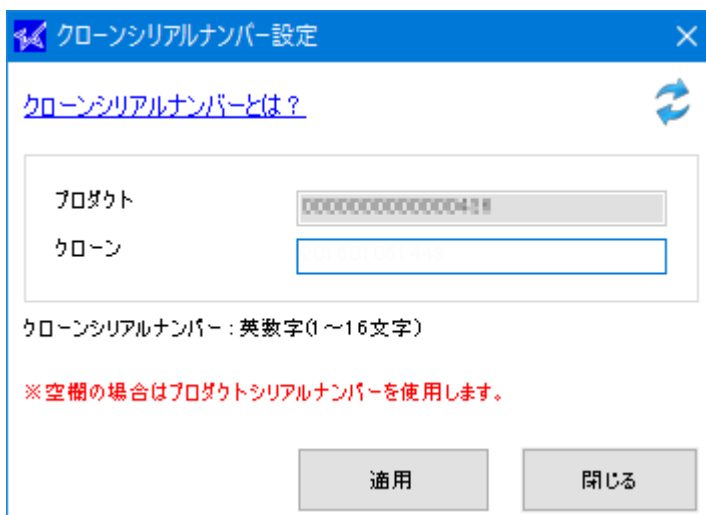 クローンシリアルナンバー設定
クローンシリアルナンバーとは？
プロダクト
クローン
クローンシリアルナンバー：英数字(1～16文字)
※空欄の場合はプロダクトシリアルナンバーを使用します。
適用
閉じる